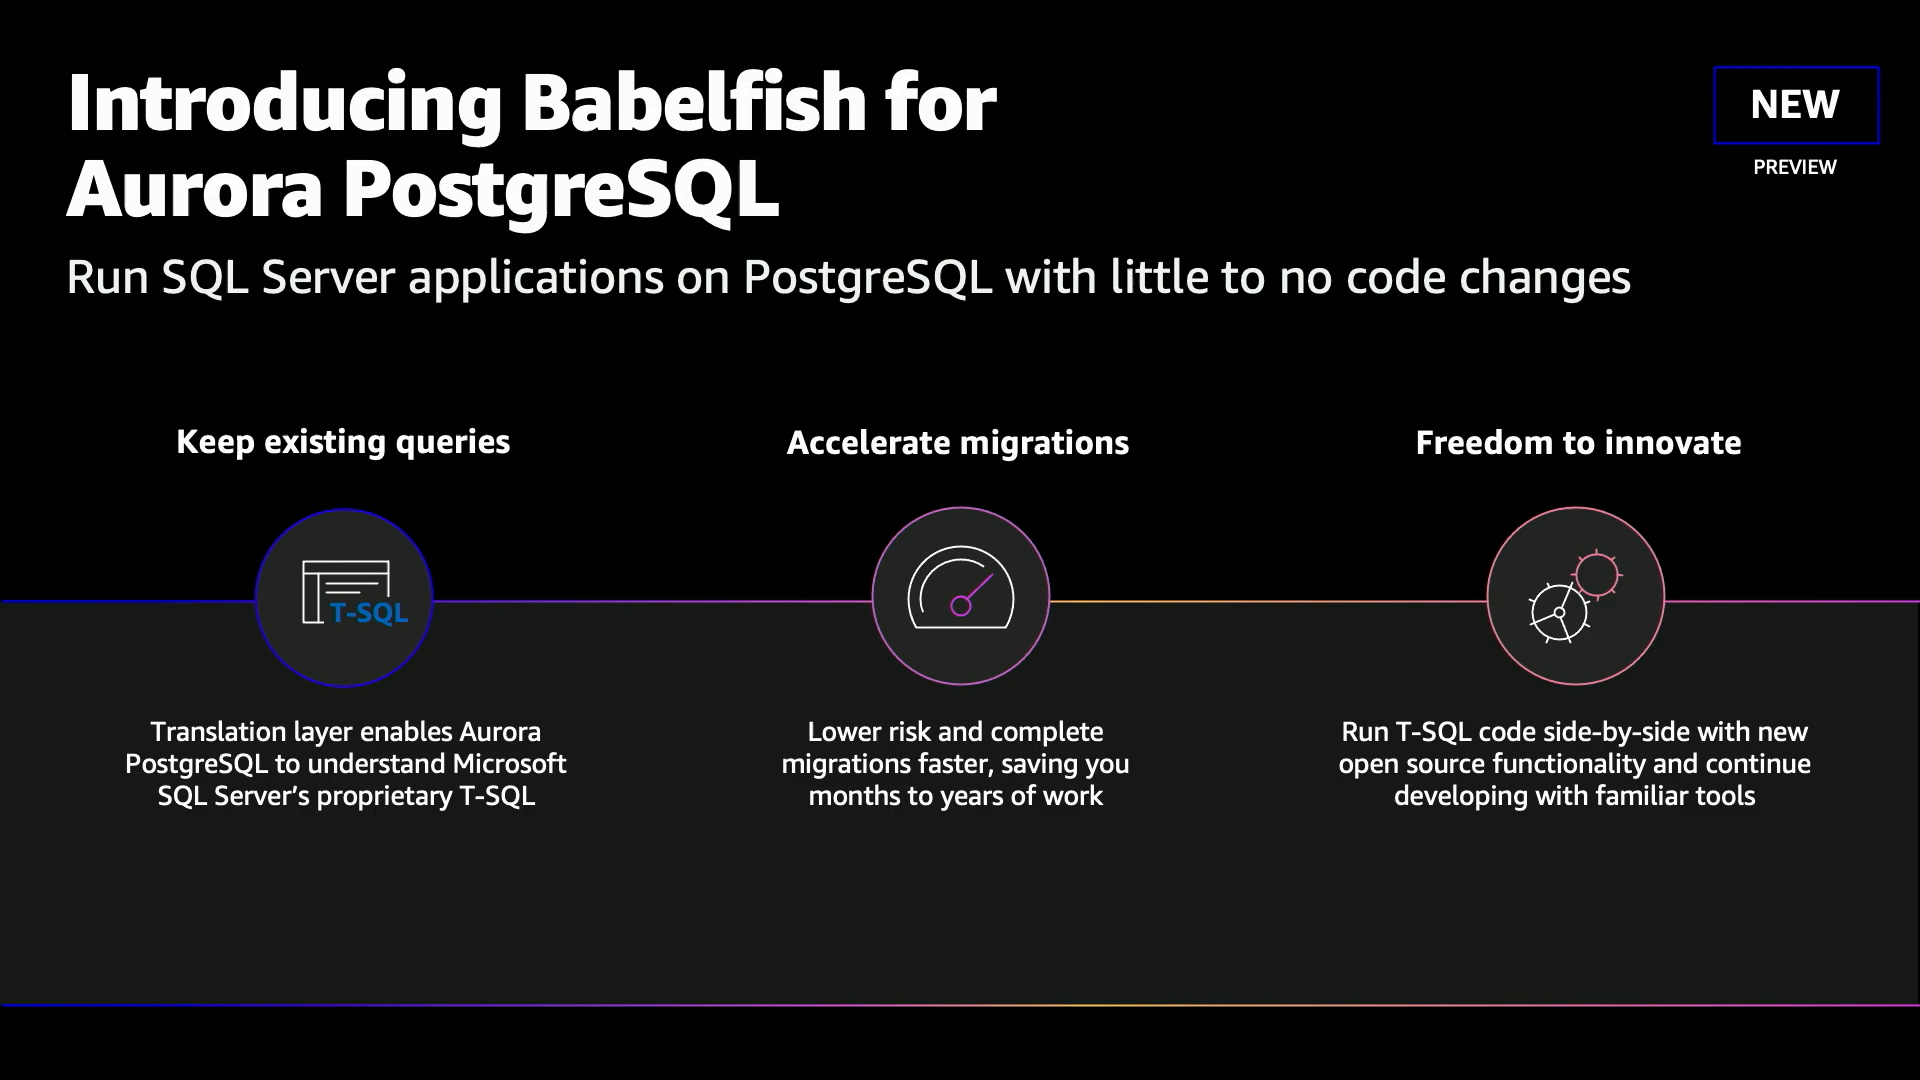 Introducing Babelfish for
Aurora PostgreSQL
NEW
PREVIEW
Run SQL Server applications on PostgreSQL with little to no code changes
Keep existing queries
T-SQL
Translation layer enables Aurora
PostgreSQL to understand Microsoft
SQL Server’s proprietary T-SQL
Accelerate migrations
Lower risk and complete
migrations faster, saving you
months to years of work
Freedom to innovate
Run T-SQL code side-by-side with new
open source functionality and continue
developing with familiar tools